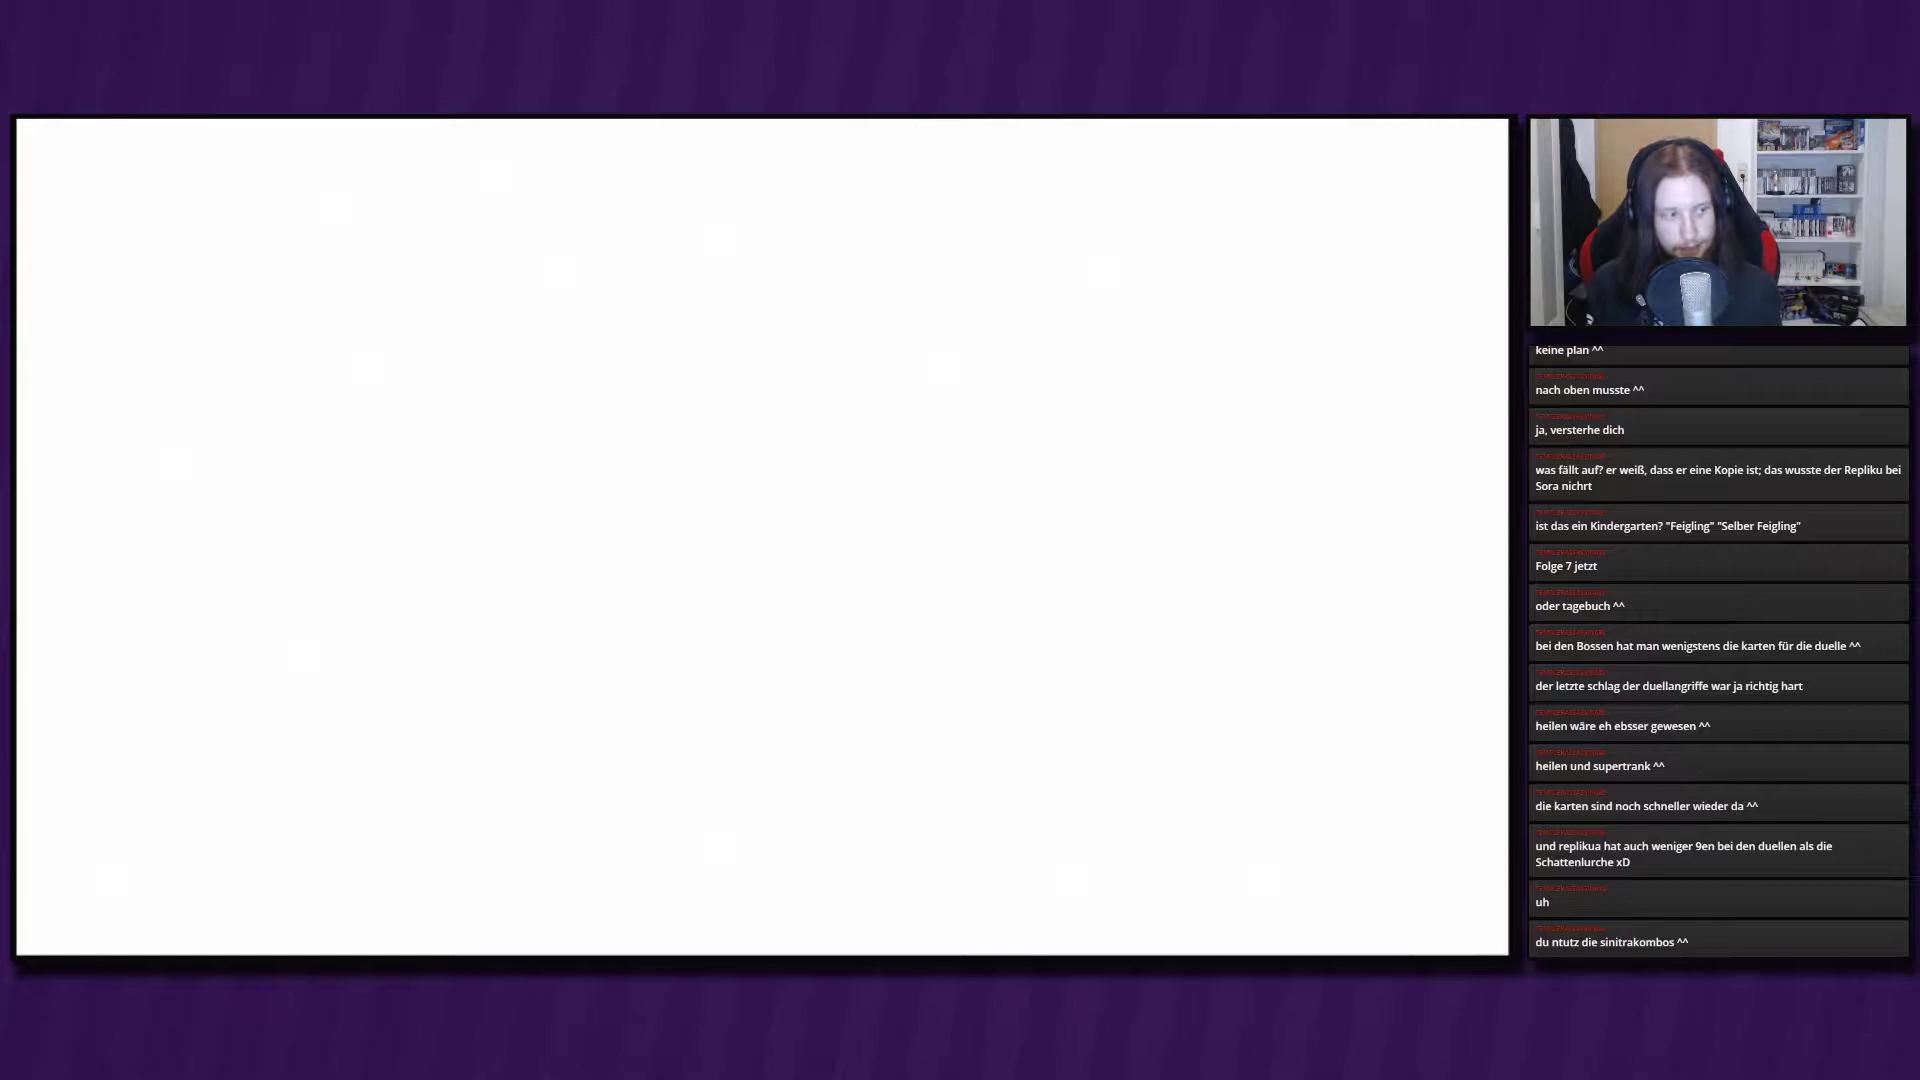 keine plan ^^
nach oben musste ^^
ja, versterhe dich
was fällt auf? er weiß, dass er eine Kopie ist; das wusste der Repliku bei
Sora nichrt
ist das ein Kindergarten? "Feigling" "Selber Feigling"
Folge 7 jetzt
oder tagebuch ^^
bei den Bossen hat man wenigstens die karten für die duelle ^^
der letzte schlag der duellangriffe war ja richtig hart
heilen wäre eh ebsser gewesen ^^
heilen und supertrank ^^
die karten sind noch schneller wieder da ^^
und replikua hat auch weniger 9en bei den duellen als die
Schattenlurche xD
uh
du ntutz die sinitrakombos ^^